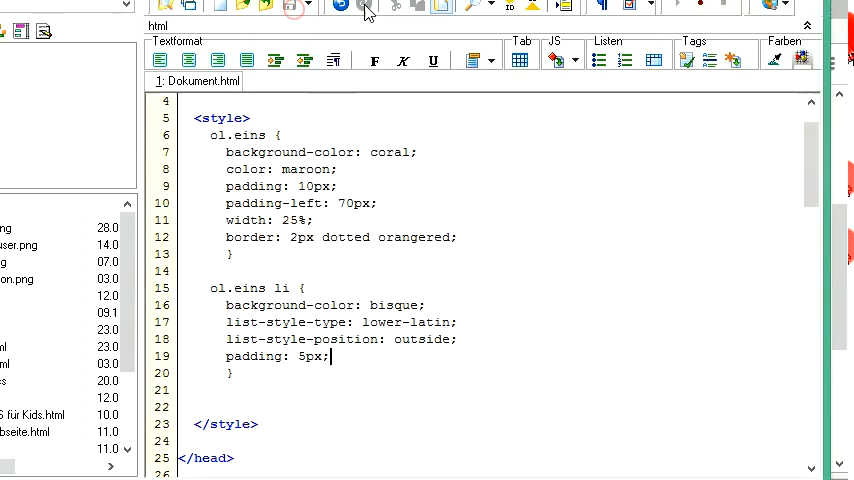 html
Textformat
Tab
JS
Listen
Tags
Farben
F K U
1: Dokument.html
4
5 <style>
6 ol.eins {
7 background-color: coral;
8 color: maroon;
9 padding: 10px;
10 padding-left: 70px;
11 width: 25%;
12 border: 2px dotted orangered;
13 }
14
15 ol.eins li {
16 background-color: bisque;
17 list-style-type: lower-latin;
18 list-style-position: outside;
19 padding: 5px;
20 }
21
22
23 </style>
24
25 </head>
26
ng 28.0
user.png 14.0
g 07.0
on.png 03.0
12.0
09.1
23.0
ml 23.0
ml 03.0
cs 20.0
12.0
S für Kids.html 10.0
bseite.html 11.0
11.0